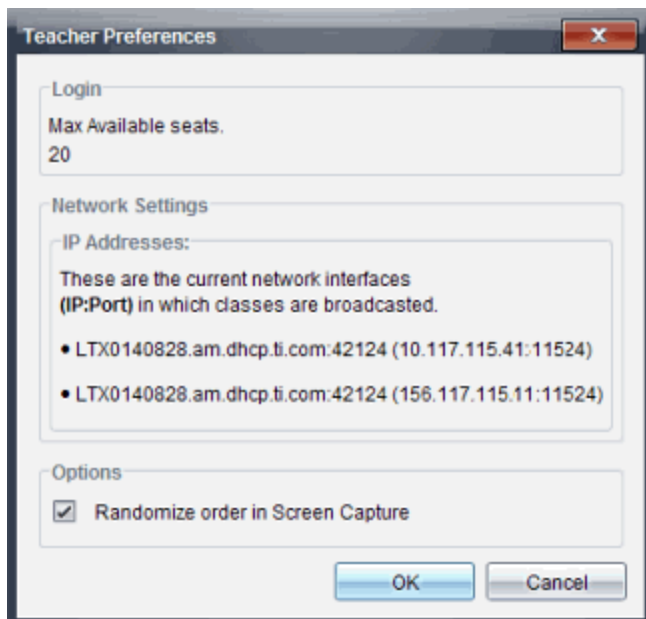 Teacher Preferences
Login
Max Available seats.
20
Network Settings
IP Addresses:
These are the current network interfaces
(IP:Port) in which classes are broadcasted.
• LTX0140828.am.dhcp.ti.com:42124 (10.117.115.41:11524)
• LTX0140828.am.dhcp.ti.com:42124 (156.117.115.11:11524)
Options
Randomize order in Screen Capture
OK Cancel